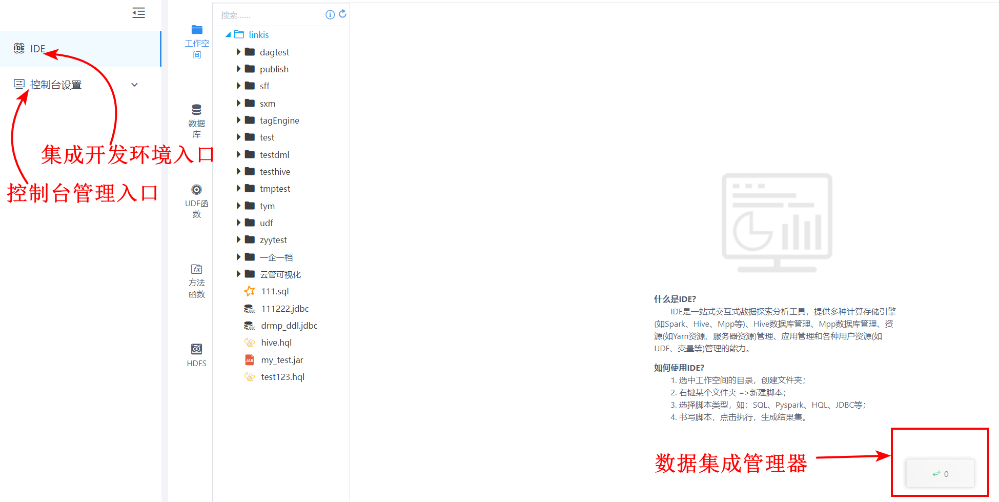 IDE
控制台设置
集成开发环境入口
控制台管理入口
工作空
间
数据
库
UDF函
数
方法
函数
HDFS
搜索......
linkis
dagtest
publish
sff
sxm
tagEngine
test
testdml
testhive
tmptest
tym
udf
zyytest
一企一档
云管可视化
111.sql
111222.jdbc
drmp_ddl.jdbc
hive.hql
my_test.jar
test123.hql
什么是IDE?
IDE是一站式交互式数据探索分析工具，提供多种计算存储引擎
(如Spark、Hive、Mpp等)、Hive数据库管理、Mpp数据库管理、资
源(如Yarn资源、服务器资源)管理、应用管理和各种用户资源(如
UDF、变量等)管理的能力。
如何使用IDE?
1. 选中工作空间的目录，创建文件夹；
2. 右键某个文件夹 =>新建脚本；
3. 选择脚本类型，如：SQL、Pyspark、HQL、JDBC等；
4. 书写脚本，点击执行，生成结果集。
数据集成管理器
0